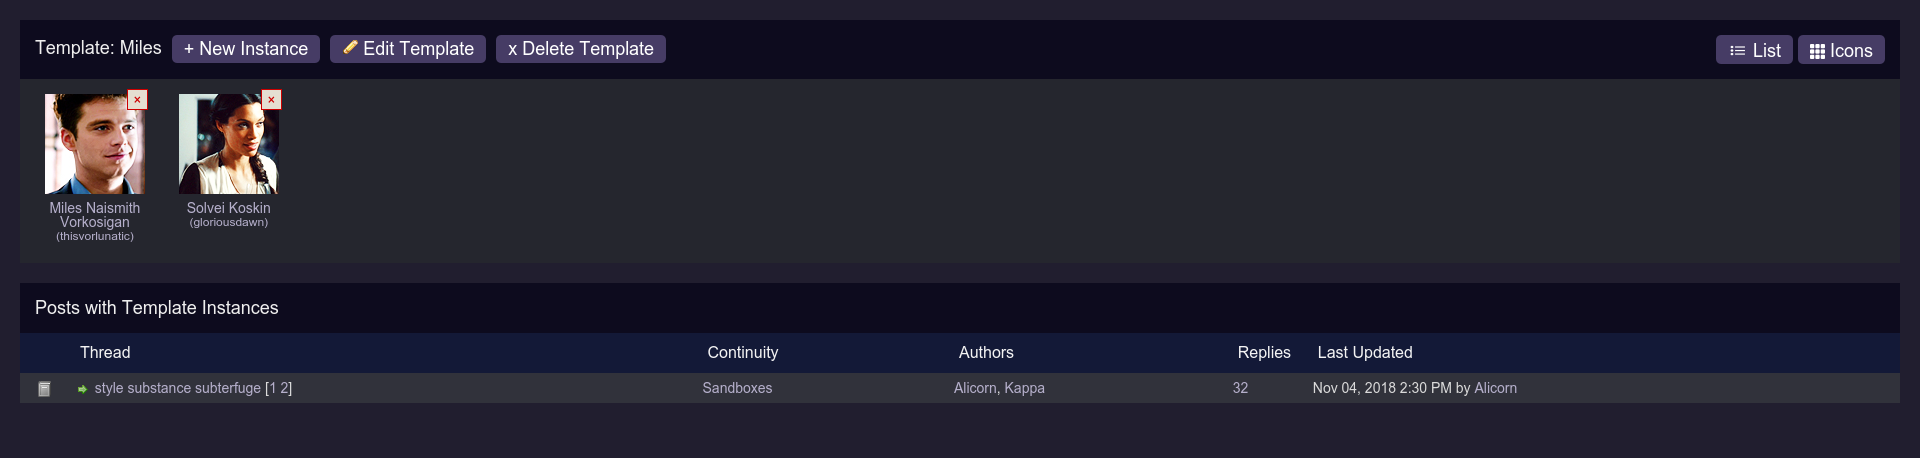 Template: Miles + New Instance Edit Template x Delete Template List Icons
× ×
Miles Naismith
Vorkosigan
(thisvorlunatic)
Solvei Koskin
(gloriousdawn)
Posts with Template Instances
Thread Continuity Authors Replies Last Updated
style substance subterfuge [1 2] Sandboxes Alicorn, Kappa 32 Nov 04, 2018 2:30 PM by Alicorn